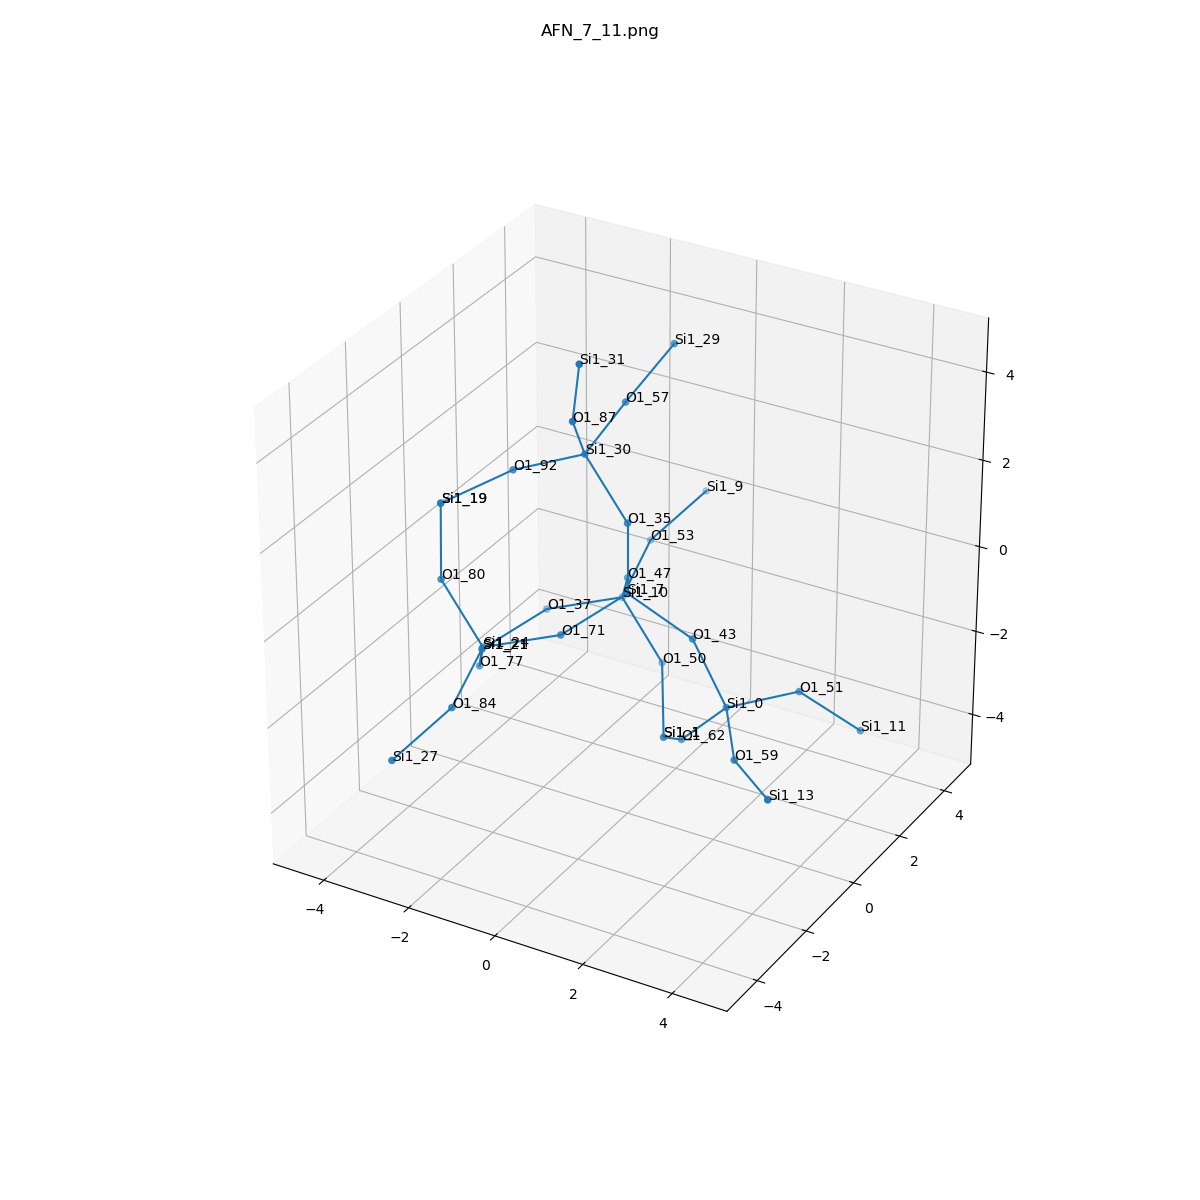 AFN_7_11.png
Si1_29
Si1_31
O1_57
O1_87
Si1_30
O1_92
Si1_9
Si1_19
O1_35
O1_53
O1_80
O1_47
Si1_7
Si1_10
O1_37
O1_71
O1_43
Si1_24
Si1_21
O1_77
O1_50
O1_51
O1_84
Si1_0
Si1_11
Si1_1
O1_62
Si1_27
O1_59
Si1_13
4
2
0
−2
−4
4
2
0
−2
−4
−4
−2
0
2
4